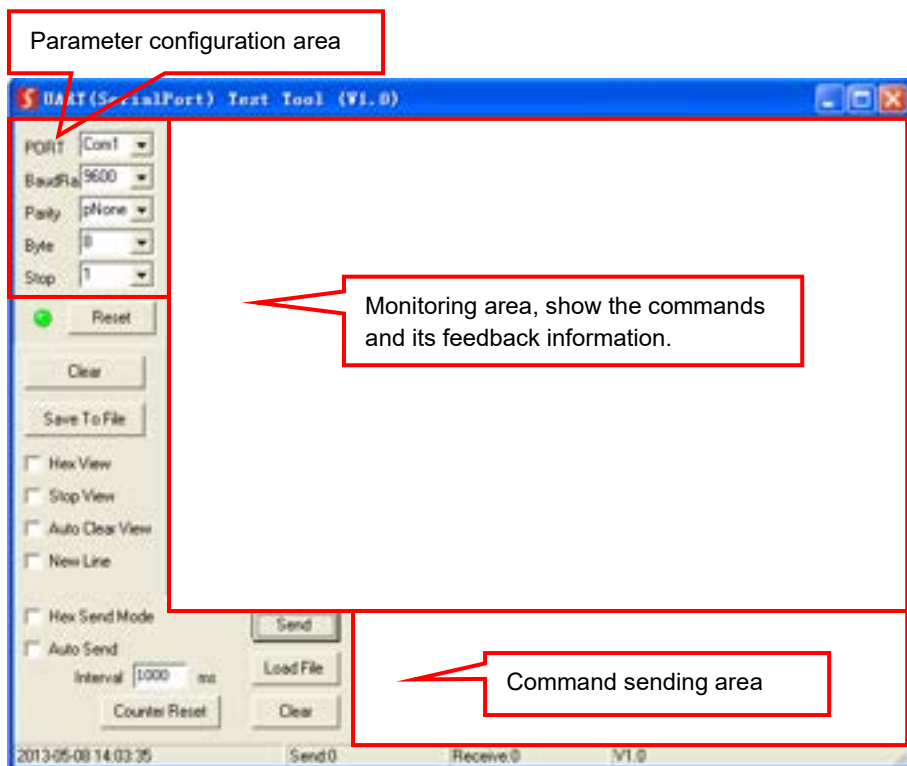 Parameter configuration area
UART(SerialPort) Text Tool (V1.0)
PORT Com1
BaudRa 9600
Parity pNone
Byte 8
Stop 1
Reset
Monitoring area, show the commands
and its feedback information.
Clear
Save To File
Hex View
Stop View
Auto Clear View
New Line
Hex Send Mode
Send
Auto Send
Interval 1000 ms
Load File
Command sending area
Counter Reset
Clear
2013-05-08 14:03:35 Send:0 Receive:0 V1.0